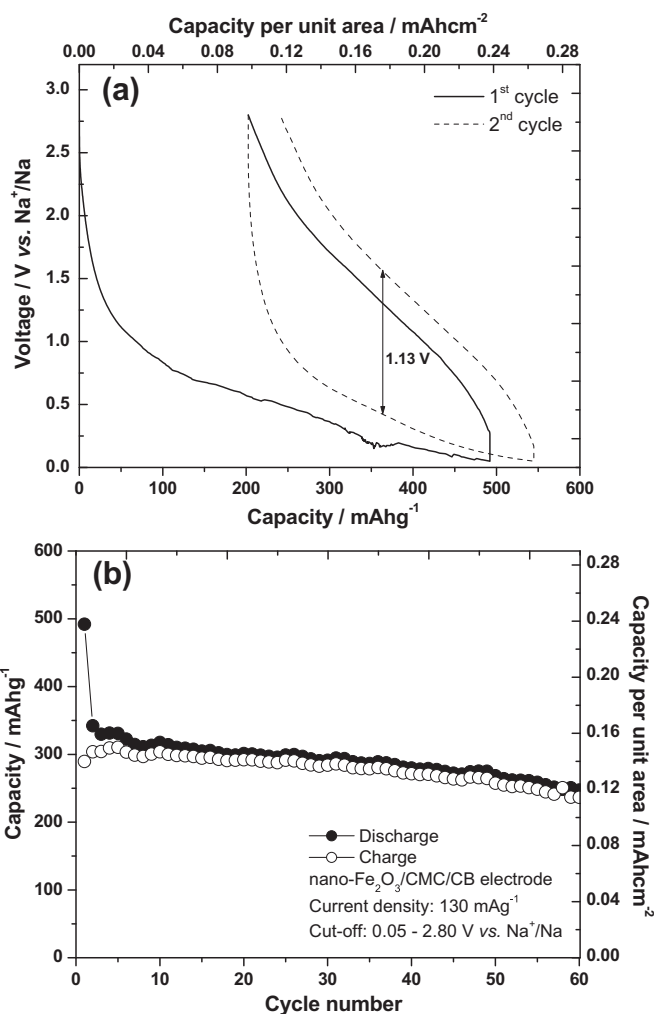 Capacity per unit area / mAhcm⁻²
0.00 0.04 0.08 0.12 0.16 0.20 0.24 0.28
(a)
1ˢᵗ cycle
2ⁿᵈ cycle
3.0
2.5
2.0
1.5
1.0
0.5
0.0
Voltage / V vs. Na⁺/Na
1.13 V
0 100 200 300 400 500 600
Capacity / mAhg⁻¹
(b)
600
500
400
300
200
100
0
Capacity / mAhg⁻¹
0.28
0.24
0.20
0.16
0.12
0.08
0.04
0.00
Capacity per unit area / mAhcm⁻²
Discharge
Charge
nano-Fe₂O₃/CMC/CB electrode
Current density: 130 mAg⁻¹
Cut-off: 0.05 - 2.80 V vs. Na⁺/Na
0 10 20 30 40 50 60
Cycle number